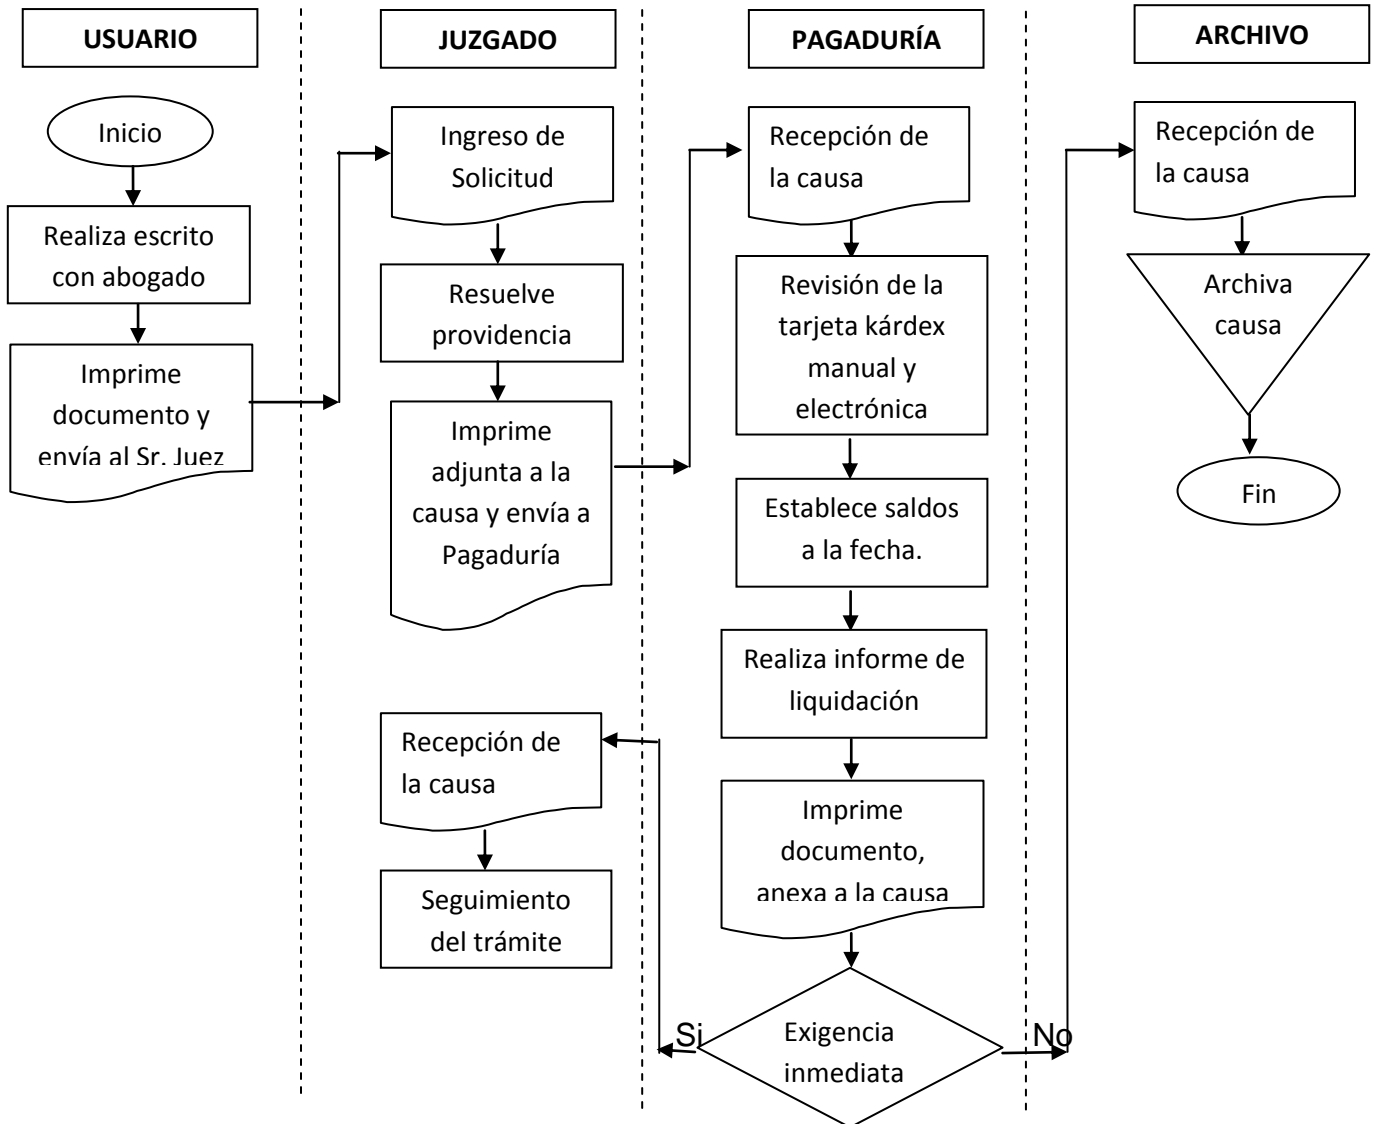 USUARIO
JUZGADO
PAGADURÍA
ARCHIVO
Inicio
Realiza escrito
con abogado
Imprime
documento y
envía al Sr. Juez
Ingreso de
Solicitud
Resuelve
providencia
Imprime
adjunta a la
causa y envía a
Pagaduría
Recepción de
la causa
Seguimiento
del trámite
Recepción de
la causa
Revisión de la
tarjeta kárdex
manual y
electrónica
Establece saldos
a la fecha.
Realiza informe de
liquidación
Imprime
documento,
anexa a la causa
Exigencia
inmediata
Si
No
Recepción de
la causa
Archiva
causa
Fin